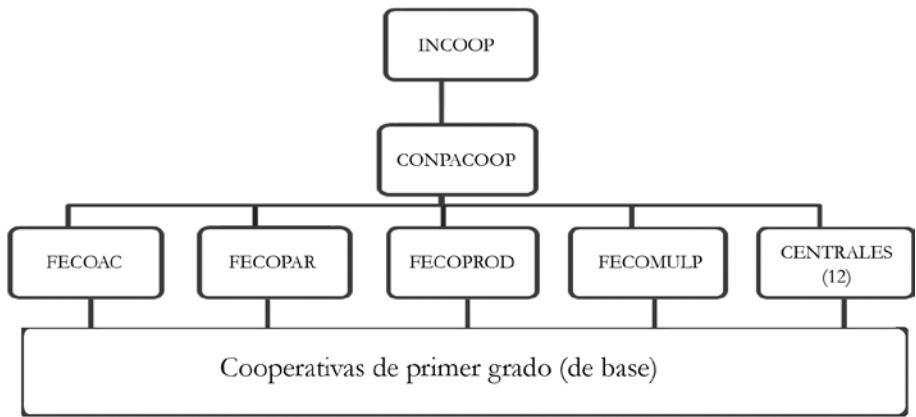 INCOOP
CONPACOOP
FECOAC
FECOPAR
FECOPROD
FECOMULP
CENTRALES
(12)
Cooperativas de primer grado (de base)